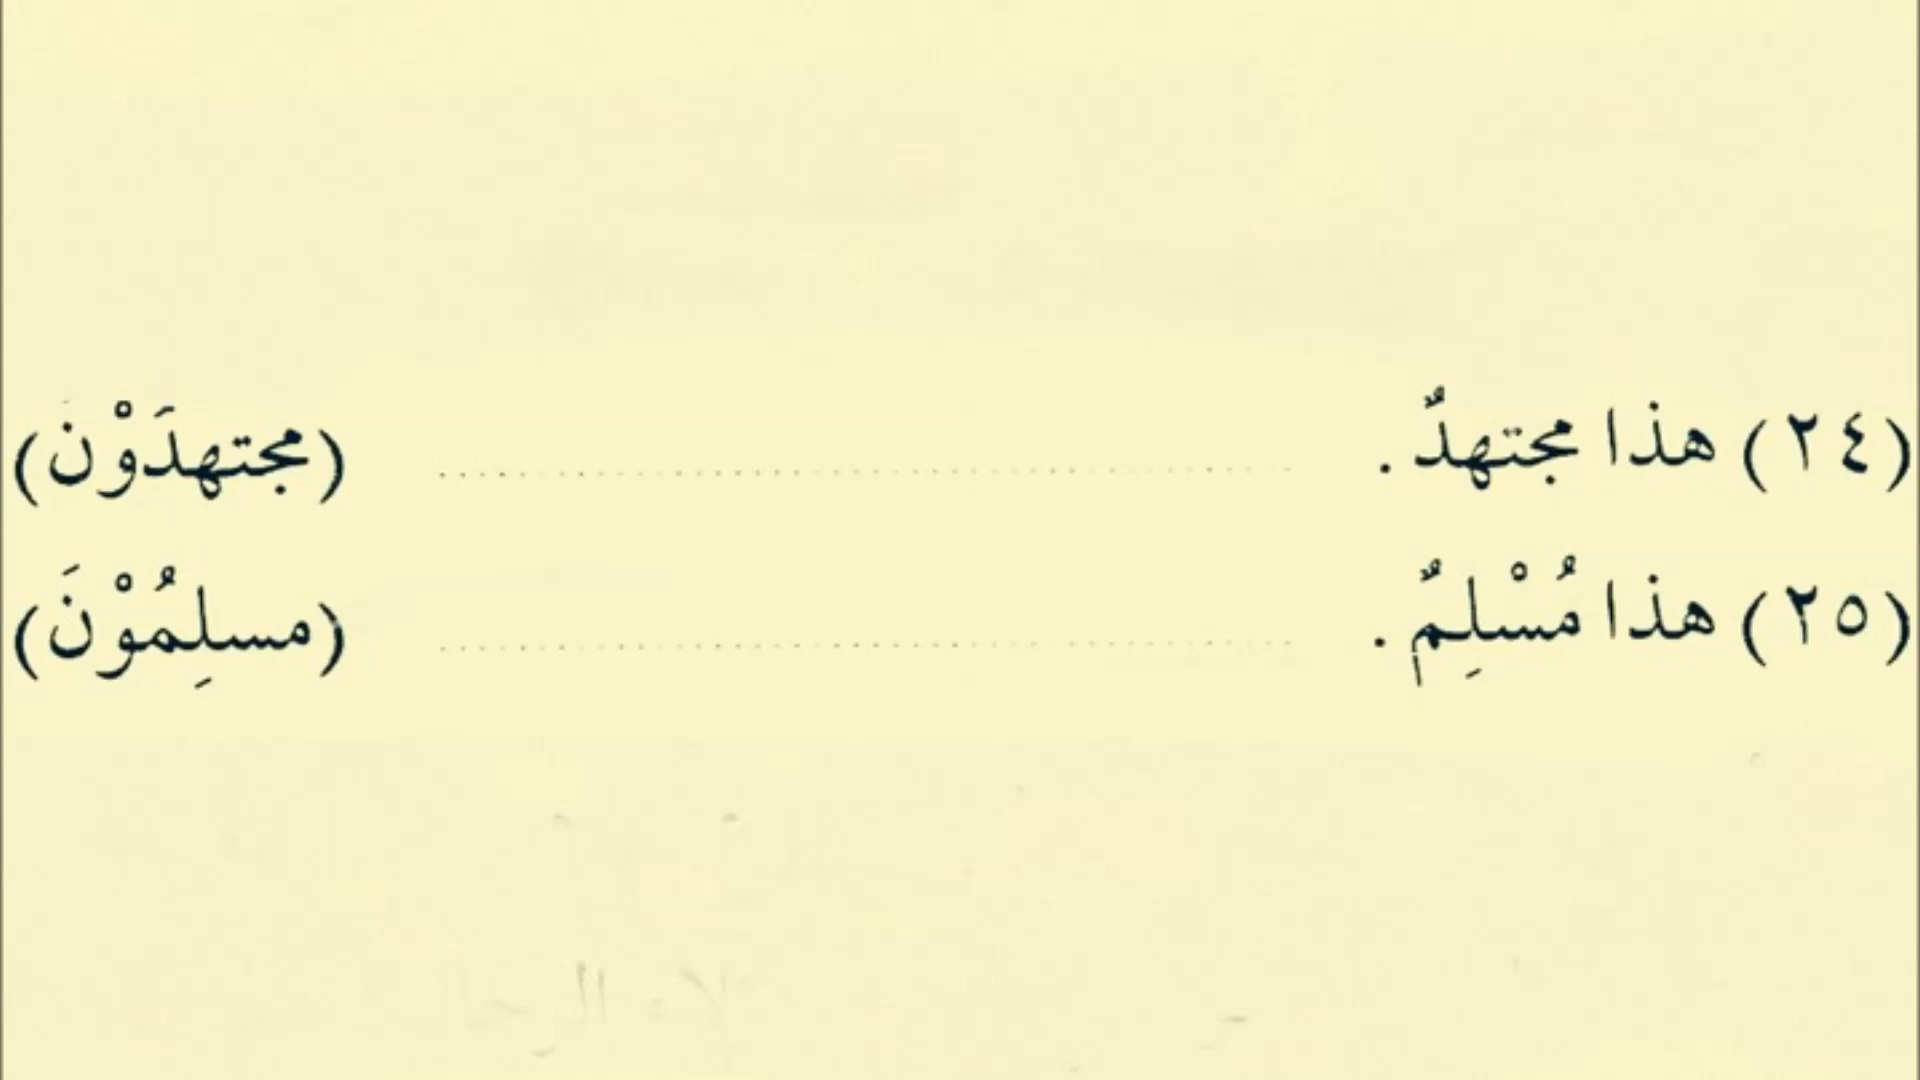 (٢٤) هذا مجتهدٌ . .......................................... (مجتهدَوْن)
(٢٥) هذا مُسْلِمٌ . .......................................... (مسلِمُوْنَ)